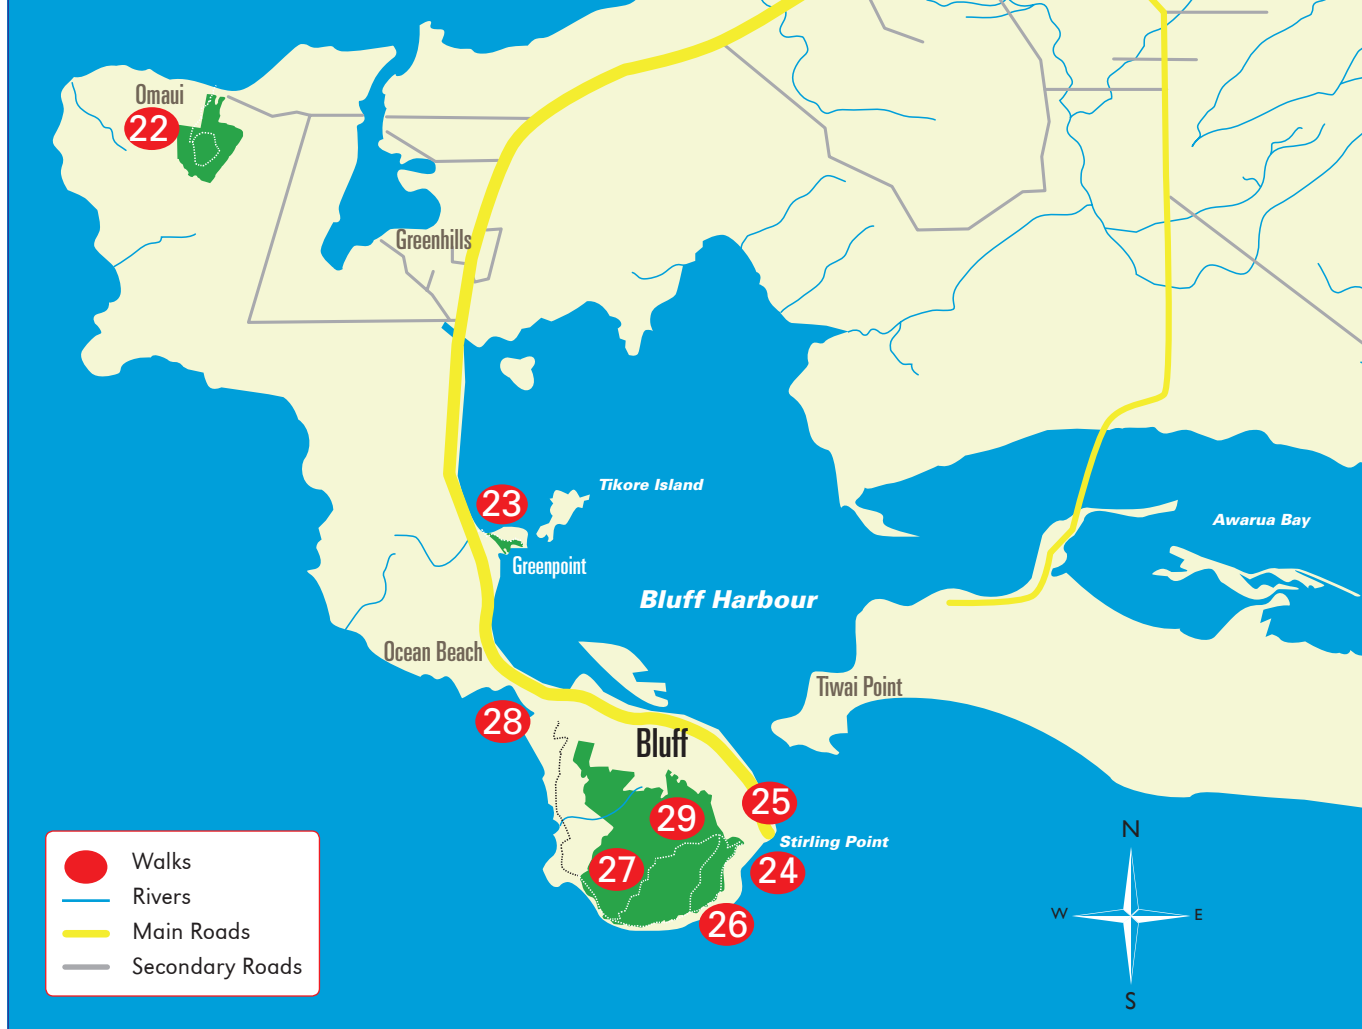 Omaui
22
Greenhills
23
Tikore Island
Awarua Bay
Greenpoint
Bluff Harbour
Ocean Beach
Tiwai Point
28
Bluff
25
29
Stirling Point
27
24
26
Walks
Rivers
Main Roads
Secondary Roads
N
W
E
S